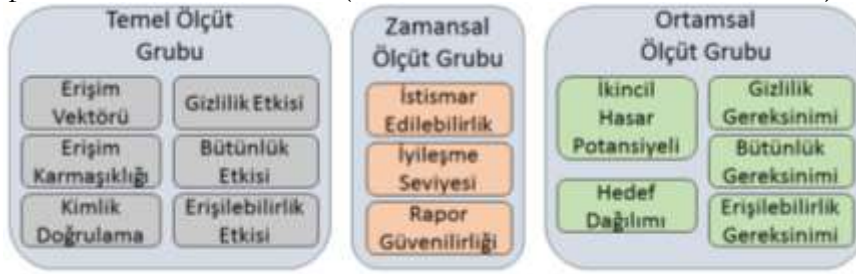 Temel Ölçüt
Grubu
Erişim
Vektörü
Gizlilik Etkisi
Erişim
Karmaşıklığı
Bütünlük
Etkisi
Kimlik
Doğrulama
Erişilebilirlik
Etkisi
Zamansal
Ölçüt Grubu
İstismar
Edilebilirlik
İyileşme
Seviyesi
Rapor
Güvenilirliği
Ortamsal
Ölçüt Grubu
İkincil
Hasar
Potansiyeli
Gizlilik
Gereksinimi
Bütünlük
Gereksinimi
Hedef
Dağılımı
Erişilebilirlik
Gereksinimi